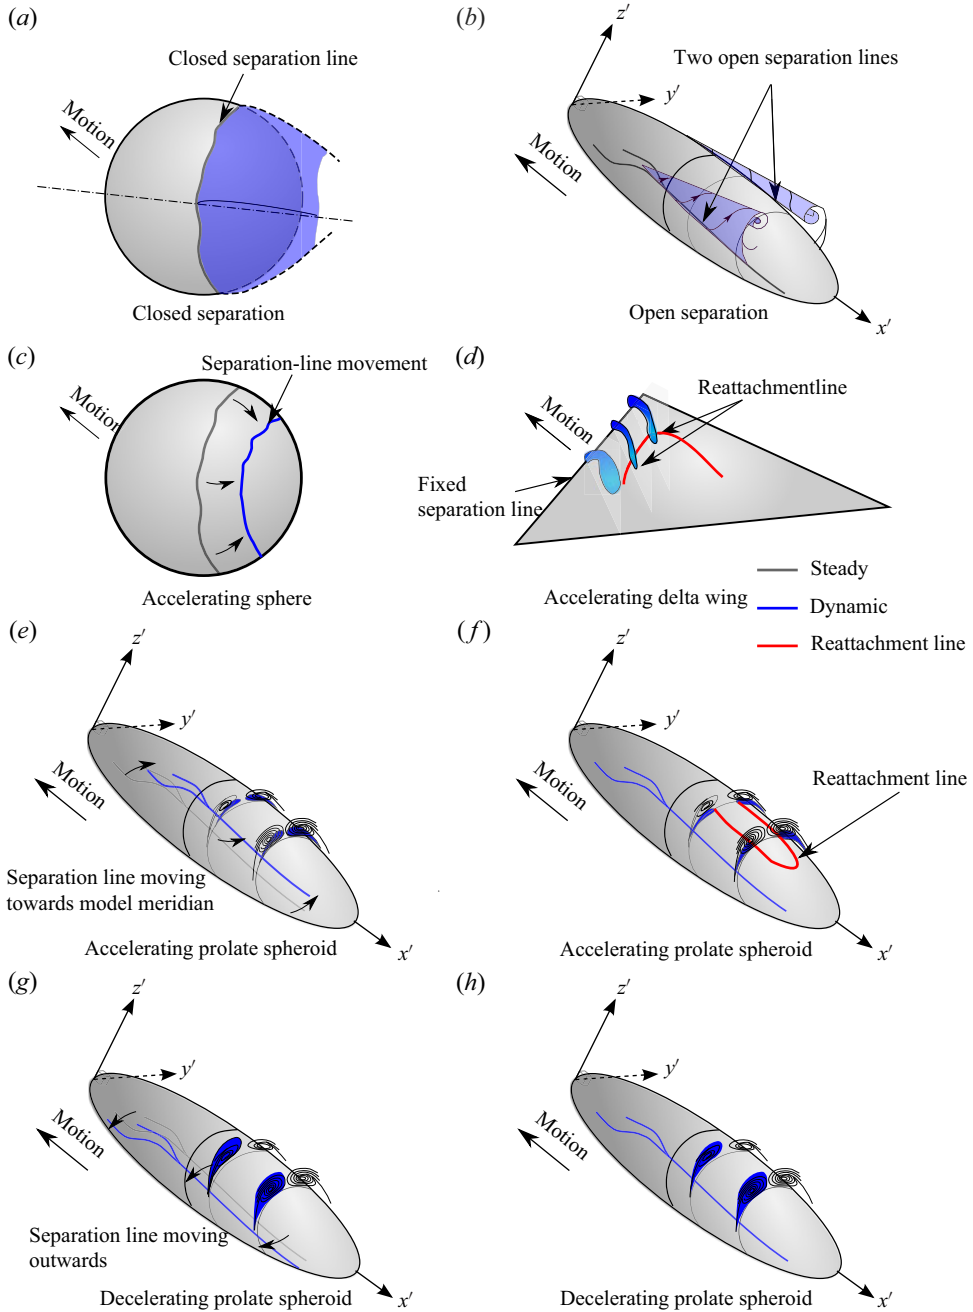 (a)
Closed separation line
Motion
Closed separation
(b)
z′
Two open separation lines
y′
Motion
Open separation
x′
(c)
Separation-line movement
Motion
Accelerating sphere
(d)
Reattachmentline
Motion
Fixed
separation line
Accelerating delta wing
Steady
Dynamic
Reattachment line
(e)
z′
y′
Motion
Separation line moving
towards model meridian
x′
Accelerating prolate spheroid
(f)
z′
y′
Motion
Reattachment line
x′
Accelerating prolate spheroid
(g)
z′
y′
Motion
Separation line moving
outwards
x′
Decelerating prolate spheroid
(h)
z′
y′
Motion
x′
Decelerating prolate spheroid